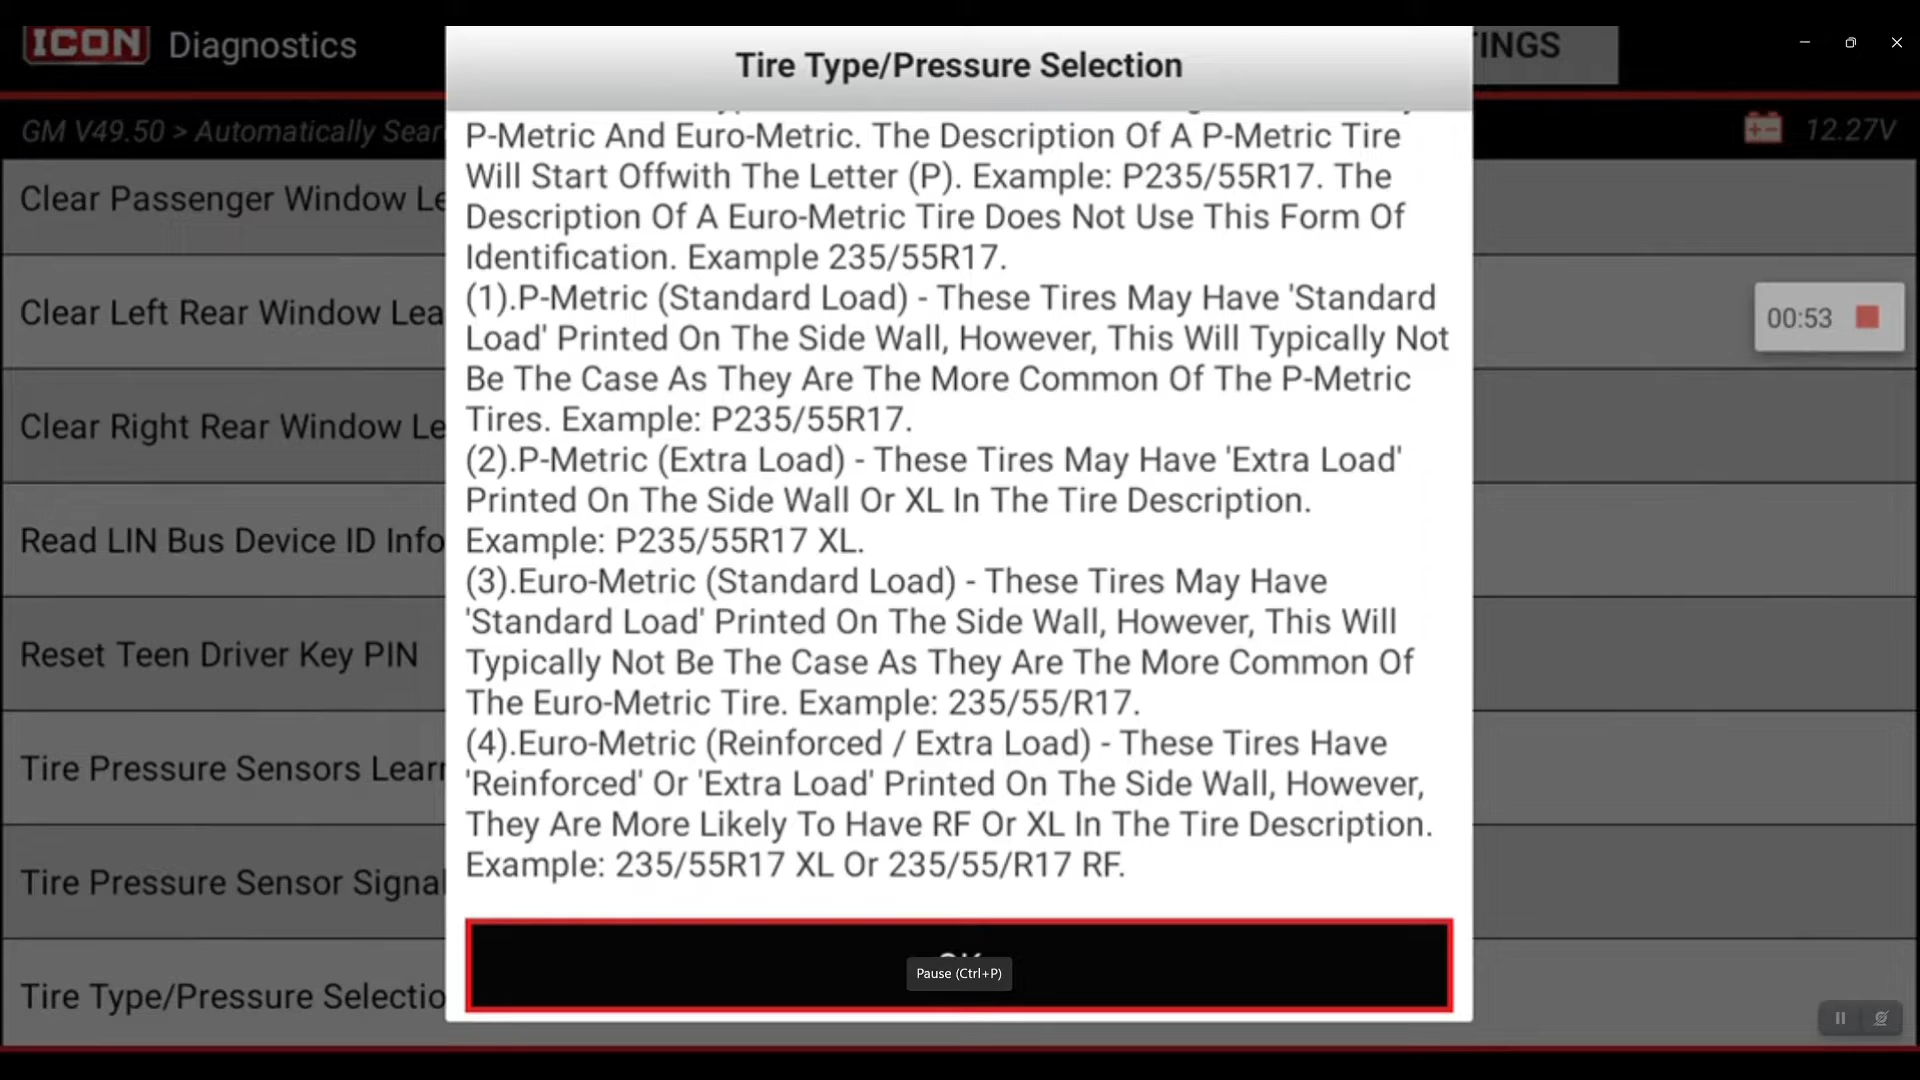 ICON Diagnostics
Tire Type/Pressure Selection
TINGS
GM V49.50 > Automatically Sear
12.27V
P-Metric And Euro-Metric. The Description Of A P-Metric Tire
Will Start Offwith The Letter (P). Example: P235/55R17. The
Description Of A Euro-Metric Tire Does Not Use This Form Of
Identification. Example 235/55R17.
(1).P-Metric (Standard Load) - These Tires May Have 'Standard
Load' Printed On The Side Wall, However, This Will Typically Not
Be The Case As They Are The More Common Of The P-Metric
Tires. Example: P235/55R17.
(2).P-Metric (Extra Load) - These Tires May Have 'Extra Load'
Printed On The Side Wall Or XL In The Tire Description.
Example: P235/55R17 XL.
(3).Euro-Metric (Standard Load) - These Tires May Have
'Standard Load' Printed On The Side Wall, However, This Will
Typically Not Be The Case As They Are The More Common Of
The Euro-Metric Tire. Example: 235/55/R17.
(4).Euro-Metric (Reinforced / Extra Load) - These Tires Have
'Reinforced' Or 'Extra Load' Printed On The Side Wall, However,
They Are More Likely To Have RF Or XL In The Tire Description.
Example: 235/55R17 XL Or 235/55/R17 RF.
Pause (Ctrl+P)
Clear Passenger Window Le
Clear Left Rear Window Lea
Clear Right Rear Window Le
Read LIN Bus Device ID Info
Reset Teen Driver Key PIN
Tire Pressure Sensors Learn
Tire Pressure Sensor Signal
Tire Type/Pressure Selectio
00:53